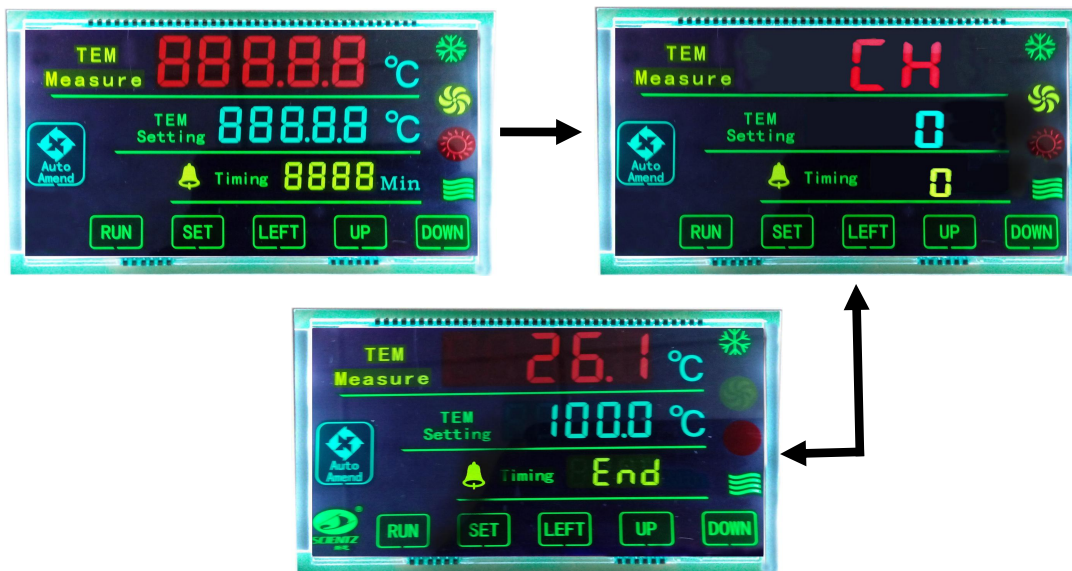 TEM
Measure
88888
°C
TEM
Setting
888.8.8
°C
Auto
Amend
Timing
8888
Min
RUN
SET
LEFT
UP
DOWN
TEM
Measure
CH
TEM
Setting
0
Auto
Amend
Timing
0
RUN
SET
LEFT
UP
DOWN
TEM
Measure
26.1
°C
TEM
Setting
100.0
°C
Auto
Amend
Timing
End
SCIENTZ
®
RUN
SET
LEFT
UP
DOWN